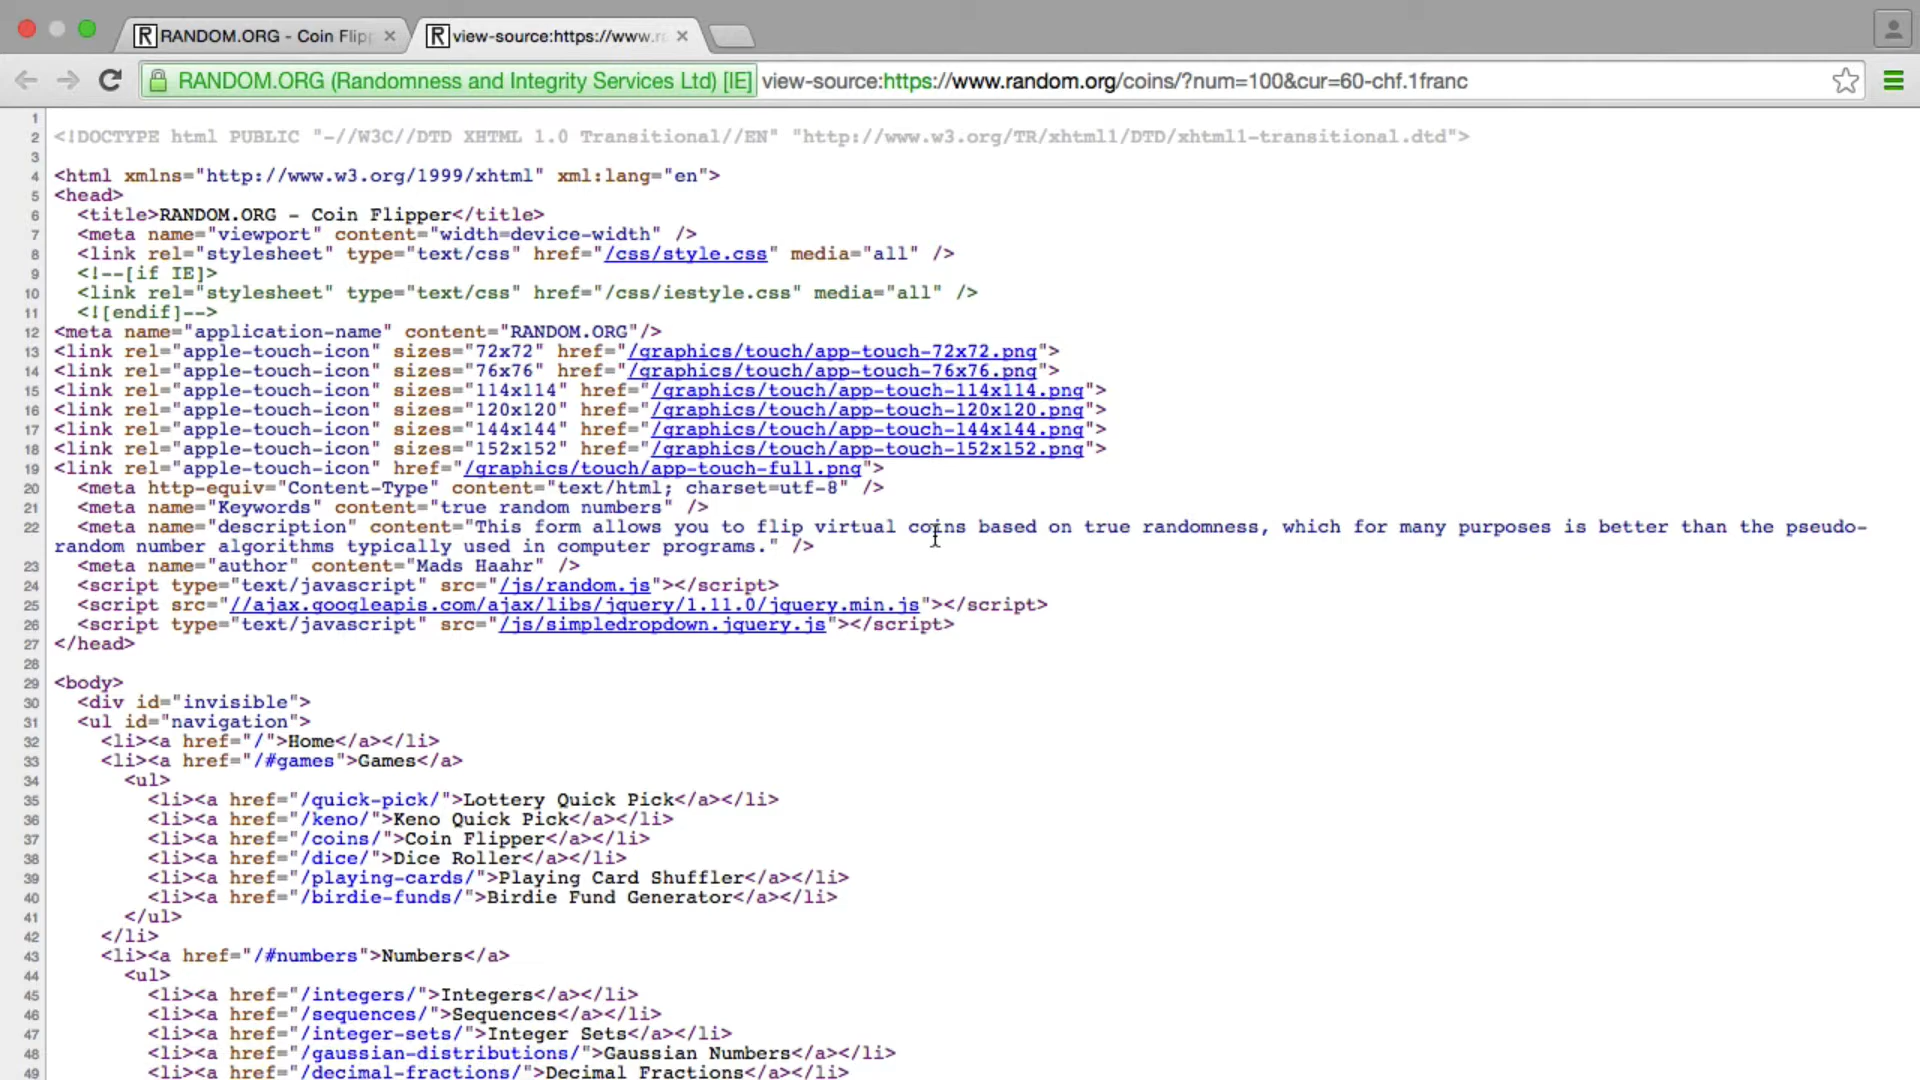 RANDOM.ORG - Coin Flip
view-source:https://www.r
RANDOM.ORG (Randomness and Integrity Services Ltd) [IE] view-source:https://www.random.org/coins/?num=100&cur=60-chf.1franc
1
2 <!DOCTYPE html PUBLIC "-//W3C//DTD XHTML 1.0 Transitional//EN" "http://www.w3.org/TR/xhtml1/DTD/xhtml1-transitional.dtd">
3
4 <html xmlns="http://www.w3.org/1999/xhtml" xml:lang="en">
5 <head>
6 <title>RANDOM.ORG - Coin Flipper</title>
7 <meta name="viewport" content="width=device-width" />
8 <link rel="stylesheet" type="text/css" href="/css/style.css" media="all" />
9 <!--[if IE]>
10 <link rel="stylesheet" type="text/css" href="/css/iestyle.css" media="all" />
11 <![endif]-->
12 <meta name="application-name" content="RANDOM.ORG"/>
13 <link rel="apple-touch-icon" sizes="72x72" href="/graphics/touch/app-touch-72x72.png">
14 <link rel="apple-touch-icon" sizes="76x76" href="/graphics/touch/app-touch-76x76.png">
15 <link rel="apple-touch-icon" sizes="114x114" href="/graphics/touch/app-touch-114x114.png">
16 <link rel="apple-touch-icon" sizes="120x120" href="/graphics/touch/app-touch-120x120.png">
17 <link rel="apple-touch-icon" sizes="144x144" href="/graphics/touch/app-touch-144x144.png">
18 <link rel="apple-touch-icon" sizes="152x152" href="/graphics/touch/app-touch-152x152.png">
19 <link rel="apple-touch-icon" href="/graphics/touch/app-touch-full.png">
20 <meta http-equiv="Content-Type" content="text/html; charset=utf-8" />
21 <meta name="Keywords" content="true random numbers" />
22 <meta name="description" content="This form allows you to flip virtual coins based on true randomness, which for many purposes is better than the pseudo-
random number algorithms typically used in computer programs." />
23 <meta name="author" content="Mads Haahr" />
24 <script type="text/javascript" src="/js/random.js"></script>
25 <script src="//ajax.googleapis.com/ajax/libs/jquery/1.11.0/jquery.min.js"></script>
26 <script type="text/javascript" src="/js/simpledropdown.jquery.js"></script>
27 </head>
28
29 <body>
30 <div id="invisible">
31 <ul id="navigation">
32 <li><a href="/">Home</a></li>
33 <li><a href="/#games">Games</a>
34 <ul>
35 <li><a href="/quick-pick/">Lottery Quick Pick</a></li>
36 <li><a href="/keno/">Keno Quick Pick</a></li>
37 <li><a href="/coins/">Coin Flipper</a></li>
38 <li><a href="/dice/">Dice Roller</a></li>
39 <li><a href="/playing-cards/">Playing Card Shuffler</a></li>
40 <li><a href="/birdie-funds/">Birdie Fund Generator</a></li>
41 </ul>
42 </li>
43 <li><a href="/#numbers">Numbers</a>
44 <ul>
45 <li><a href="/integers/">Integers</a></li>
46 <li><a href="/sequences/">Sequences</a></li>
47 <li><a href="/integer-sets/">Integer Sets</a></li>
48 <li><a href="/gaussian-distributions/">Gaussian Numbers</a></li>
49 <li><a href="/decimal-fractions/">Decimal Fractions</a></li>